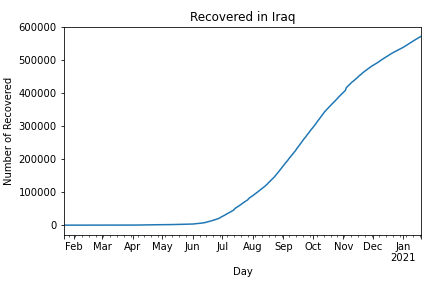 Recovered in Iraq
Number of Recovered
600000
500000
400000
300000
200000
100000
0
Feb Mar Apr May Jun Jul Aug Sep Oct Nov Dec Jan
2021
Day